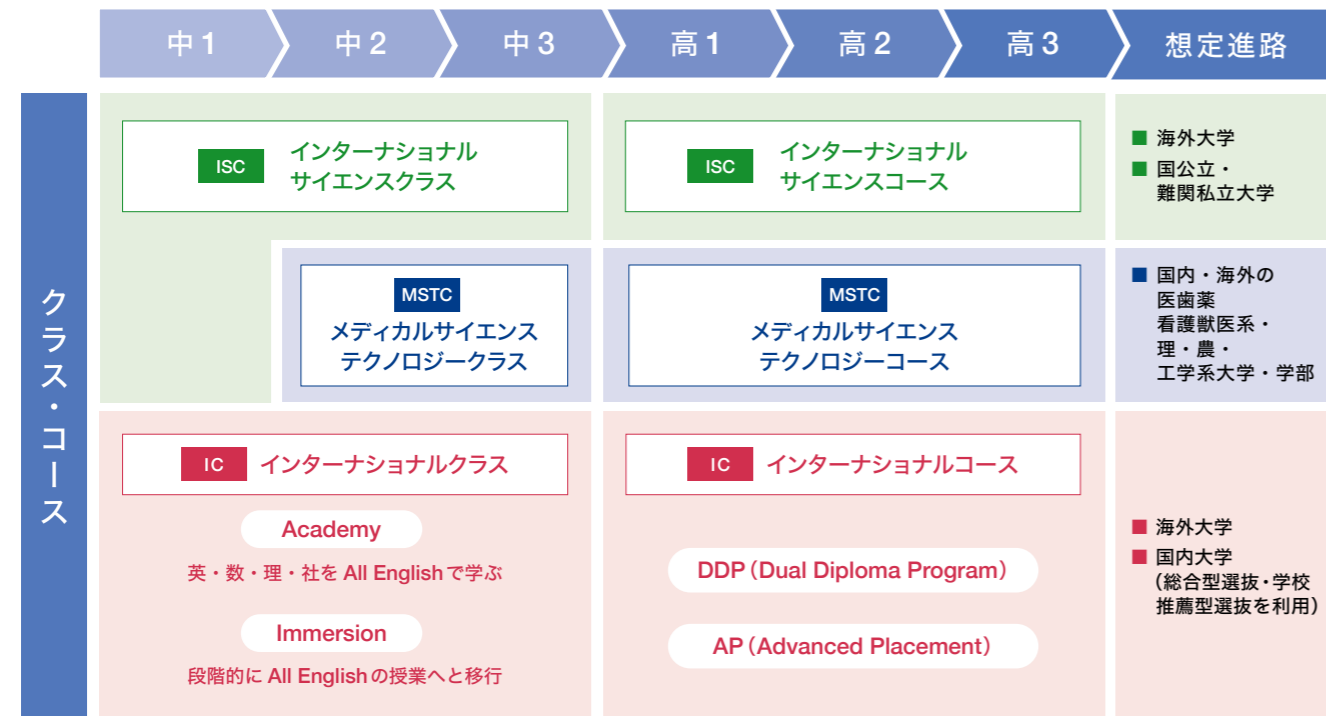 中1
中2
中3
高1
高2
高3
想定進路
クラス・コース
ISC
インターナショナル
サイエンスクラス
ISC
インターナショナル
サイエンスコース
■ 海外大学
■ 国公立・
難関私立大学
MSTC
メディカルサイエンス
テクノロジークラス
MSTC
メディカルサイエンス
テクノロジーコース
■ 国内・海外の
医歯薬
看護獣医系・
理・農・
工学系大学・学部
IC インターナショナルクラス
Academy
英・数・理・社を All Englishで学ぶ
Immersion
段階的に All Englishの授業へと移行
IC インターナショナルコース
DDP（Dual Diploma Program）
AP（Advanced Placement）
■ 海外大学
■ 国内大学
（総合型選抜・学校
推薦型選抜を利用）